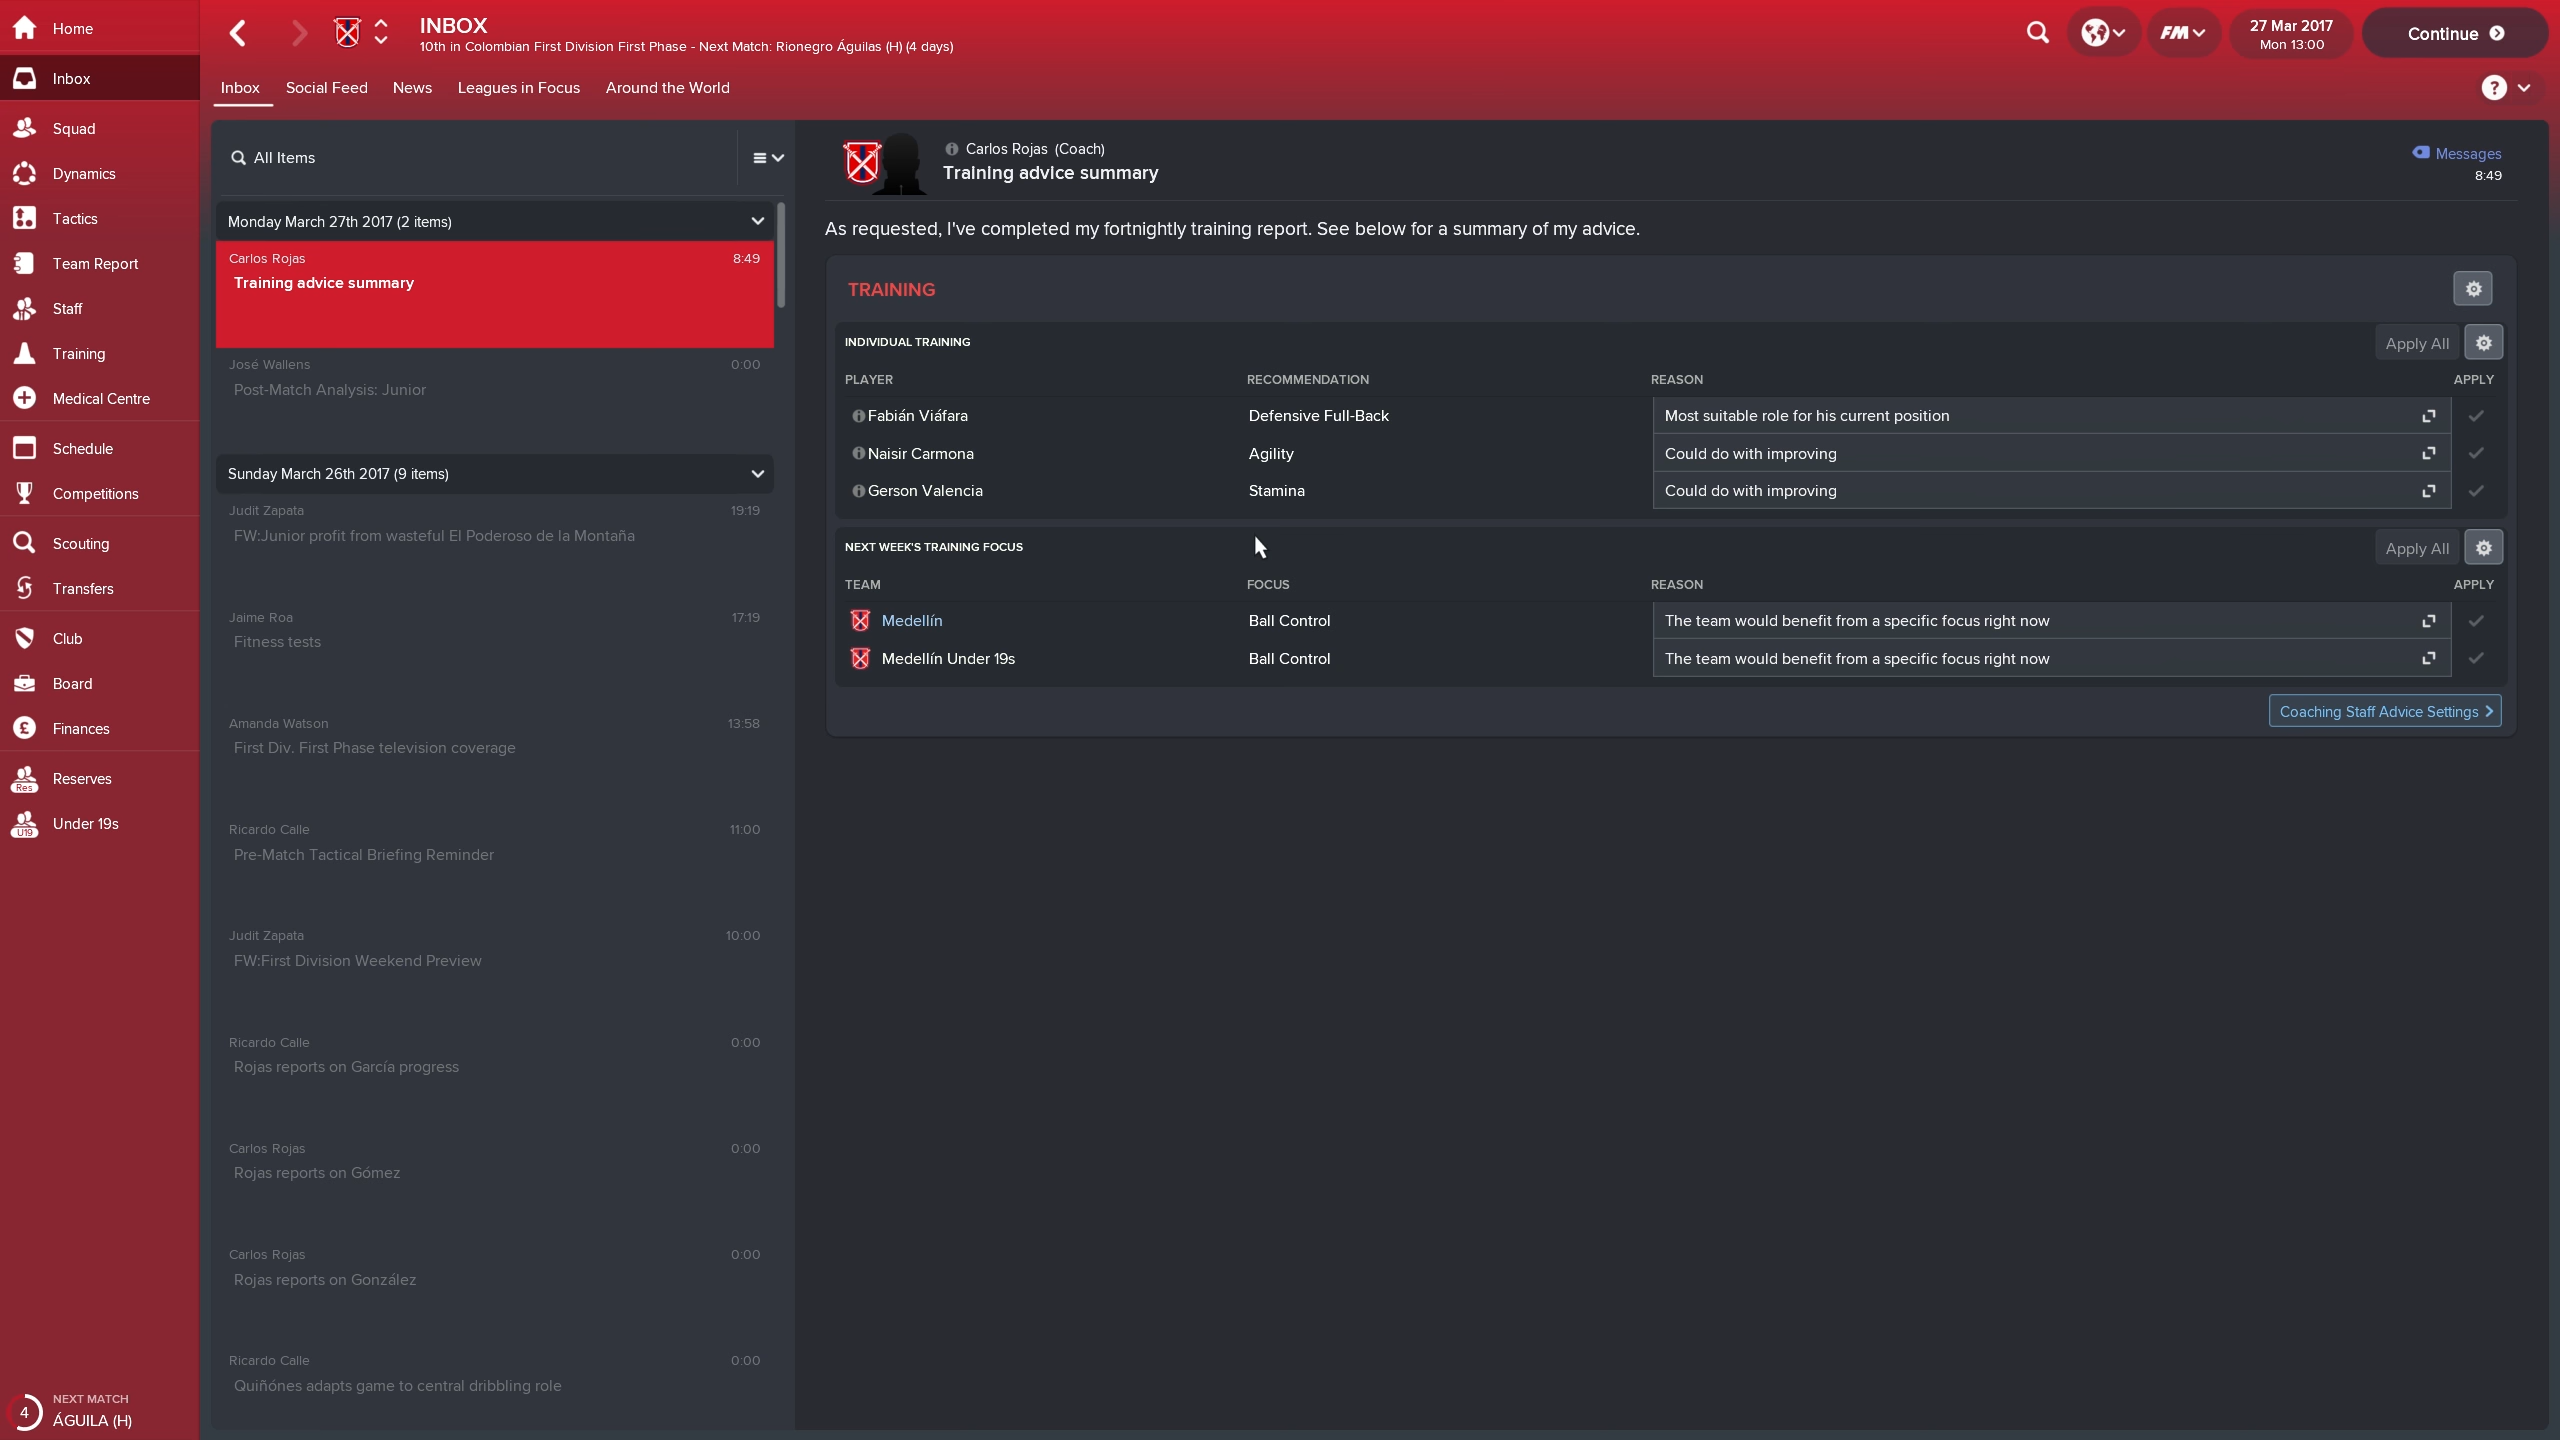 Home
Inbox
Squad
Dynamics
Tactics
Team Report
Staff
Training
Medical Centre
Schedule
Competitions
Scouting
Transfers
Club
Board
Finances
Res
Reserves
U19
Under 19s
4
NEXT MATCH
ÁGUILA (H)
INBOX
10th in Colombian First Division First Phase - Next Match: Rionegro Águilas (H) (4 days)
FM
27 Mar 2017
Mon 13:00
Continue
Inbox Social Feed News Leagues in Focus Around the World
?
All Items
Monday March 27th 2017 (2 items)
Carlos Rojas 8:49
Training advice summary
José Wallens 0:00
Post-Match Analysis: Junior
Sunday March 26th 2017 (9 items)
Judit Zapata 19:19
FW:Junior profit from wasteful El Poderoso de la Montaña
Jaime Roa 17:19
Fitness tests
Amanda Watson 13:58
First Div. First Phase television coverage
Ricardo Calle 11:00
Pre-Match Tactical Briefing Reminder
Judit Zapata 10:00
FW:First Division Weekend Preview
Ricardo Calle 0:00
Rojas reports on García progress
Carlos Rojas 0:00
Rojas reports on Gómez
Carlos Rojas 0:00
Rojas reports on González
Ricardo Calle 0:00
Quiñónes adapts game to central dribbling role
Carlos Rojas (Coach)
Training advice summary
Messages
8:49
As requested, I've completed my fortnightly training report. See below for a summary of my advice.
TRAINING
INDIVIDUAL TRAINING Apply All
PLAYER RECOMMENDATION REASON APPLY
Fabián Viáfara Defensive Full-Back Most suitable role for his current position
Naisir Carmona Agility Could do with improving
Gerson Valencia Stamina Could do with improving
NEXT WEEK'S TRAINING FOCUS Apply All
TEAM FOCUS REASON APPLY
Medellín Ball Control The team would benefit from a specific focus right now
Medellín Under 19s Ball Control The team would benefit from a specific focus right now
Coaching Staff Advice Settings